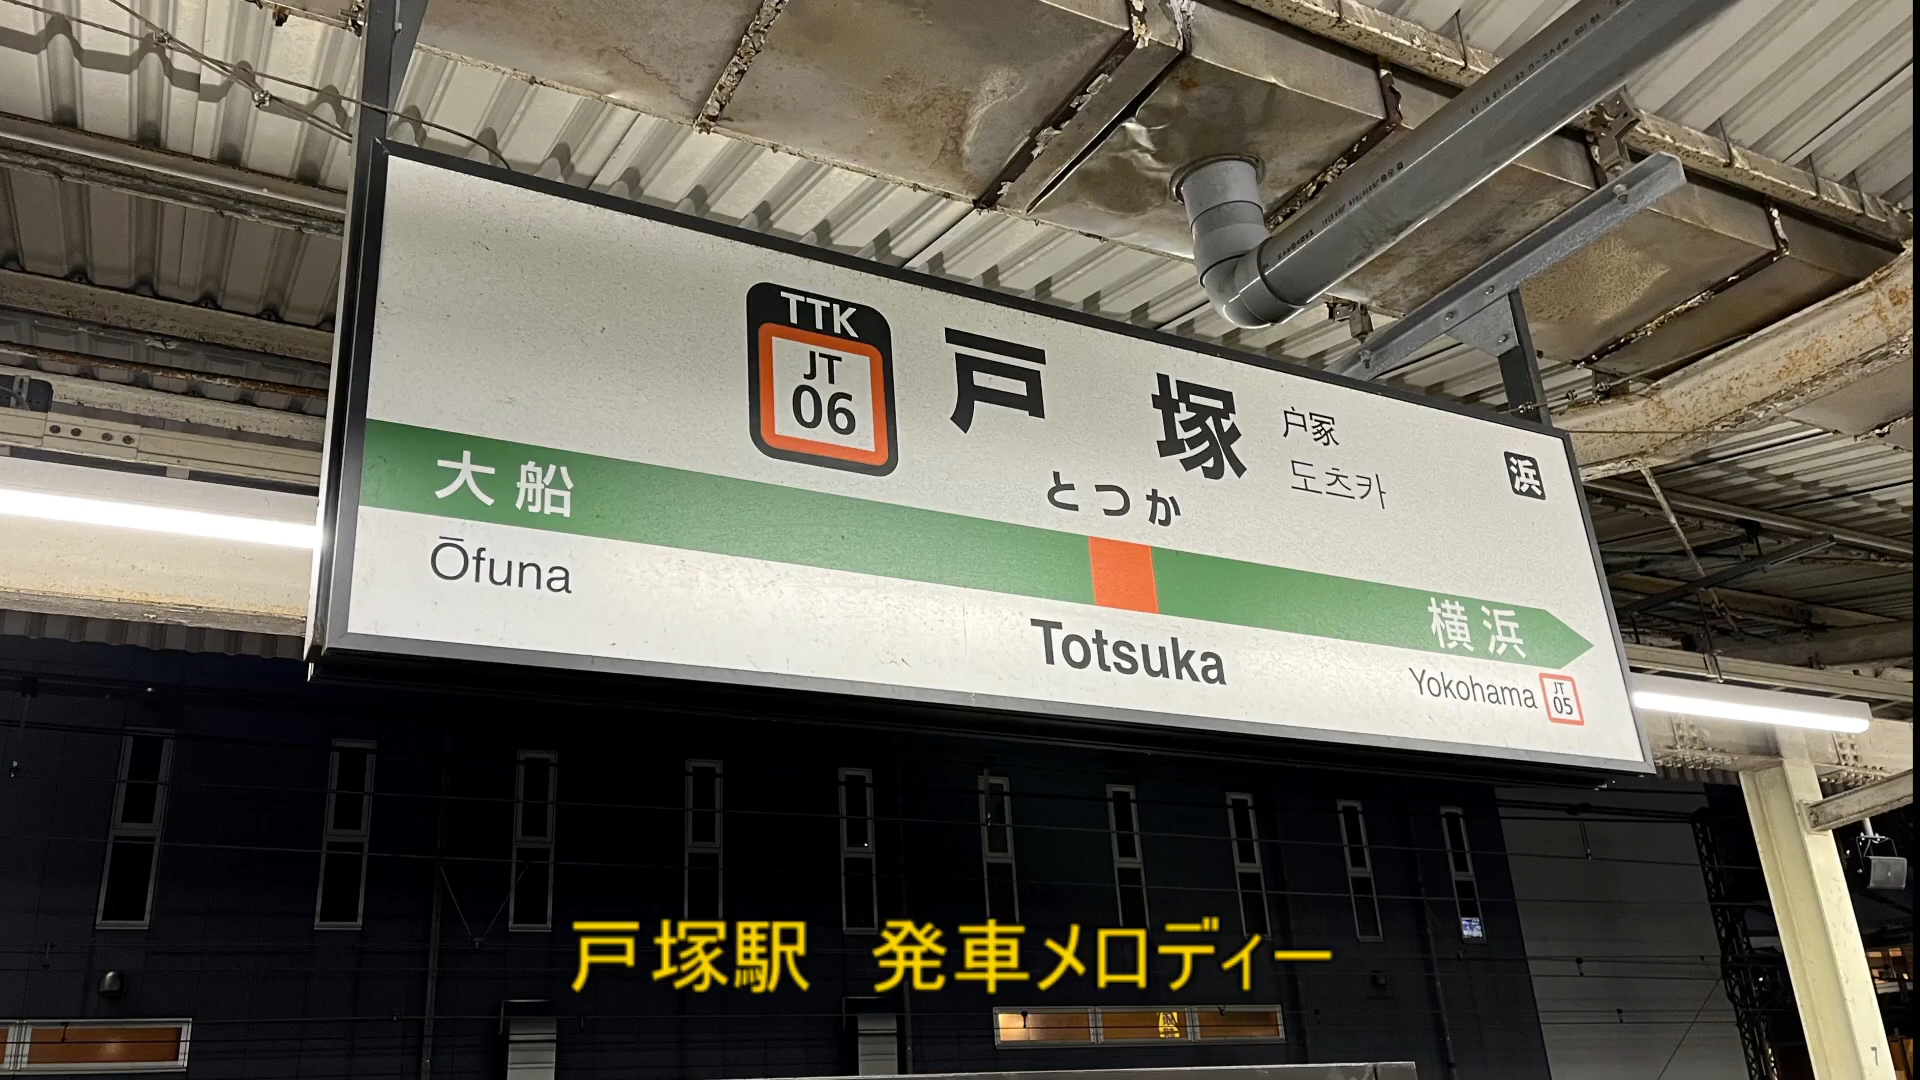 TTK
JT
06
戸塚
戸冢
도츠카
浜
とつか
大船
Ōfuna
Totsuka
横浜
Yokohama
JT
05
戸塚駅 発車メロディー
7